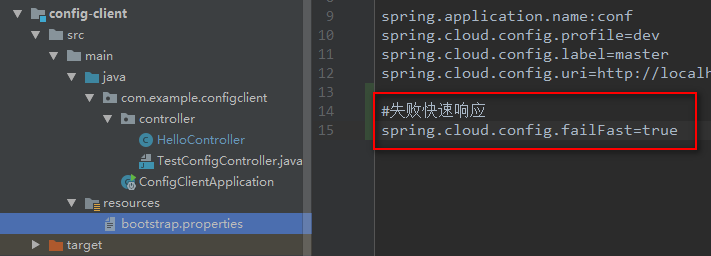 config-client
src
main
java
com.example.configclient
controller
HelloController
TestConfigController.java
ConfigClientApplication
resources
bootstrap.properties
target
9 spring.application.name:conf
10 spring.cloud.config.profile=dev
11 spring.cloud.config.label=master
12 spring.cloud.config.uri=http://localh
13
14 #失败快速响应
15 spring.cloud.config.failFast=true